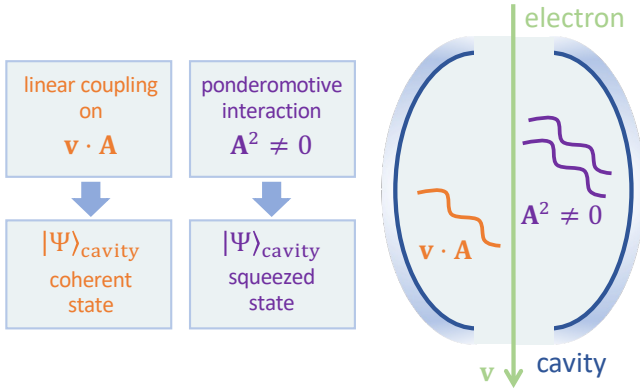 linear coupling
on
𝐯 · 𝐀
|Ψ⟩cavity
coherent
state
ponderomotive
interaction
𝐀² ≠ 0
|Ψ⟩cavity
squeezed
state
electron
𝐀² ≠ 0
𝐯 · 𝐀
𝐯
cavity